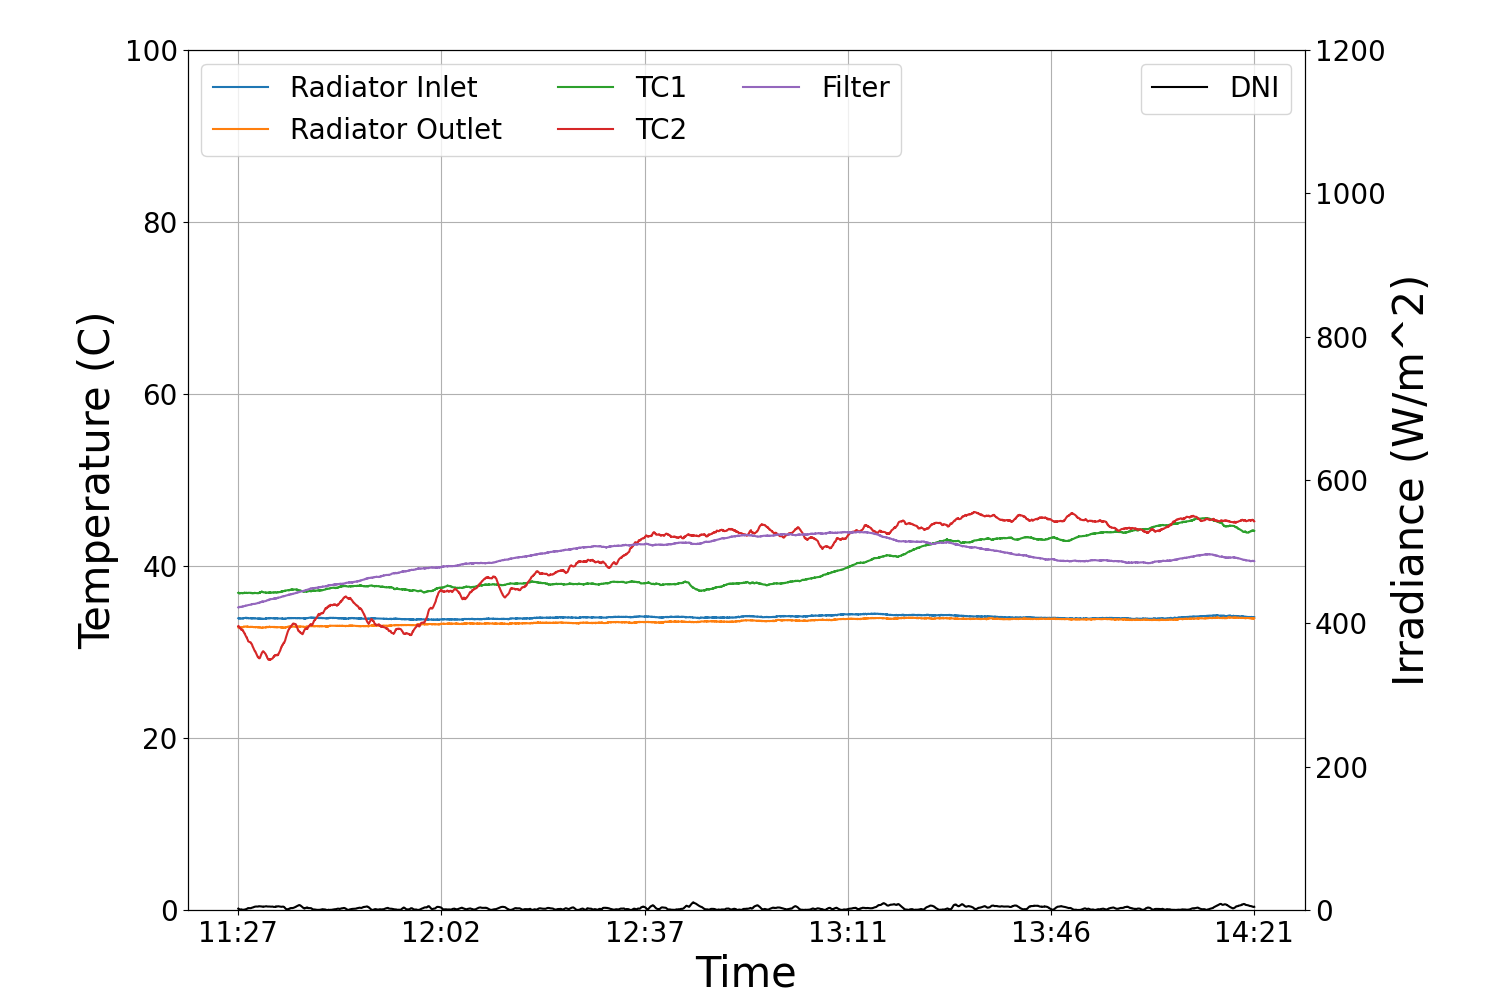 Radiator Inlet
Radiator Outlet
TC1
TC2
Filter
DNI
100
80
60
40
20
0
Temperature (C)
1200
1000
800
600
400
200
0
Irradiance (W/m^2)
11:27
12:02
12:37
13:11
13:46
14:21
Time